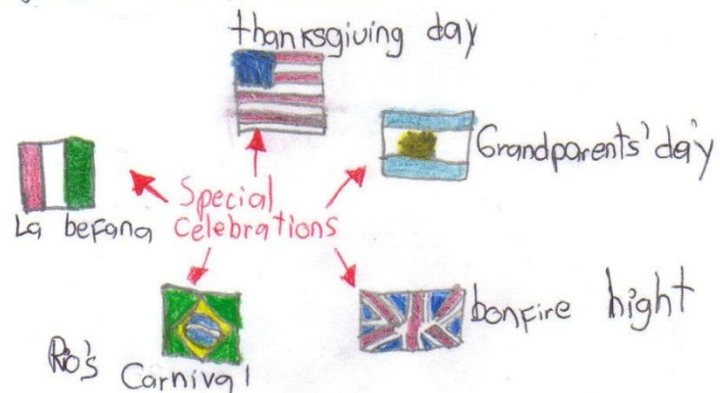 thanksgiving day
Grandparents' day
Special
Celebrations
La befana
bonfire hight
Rio's
Carnival